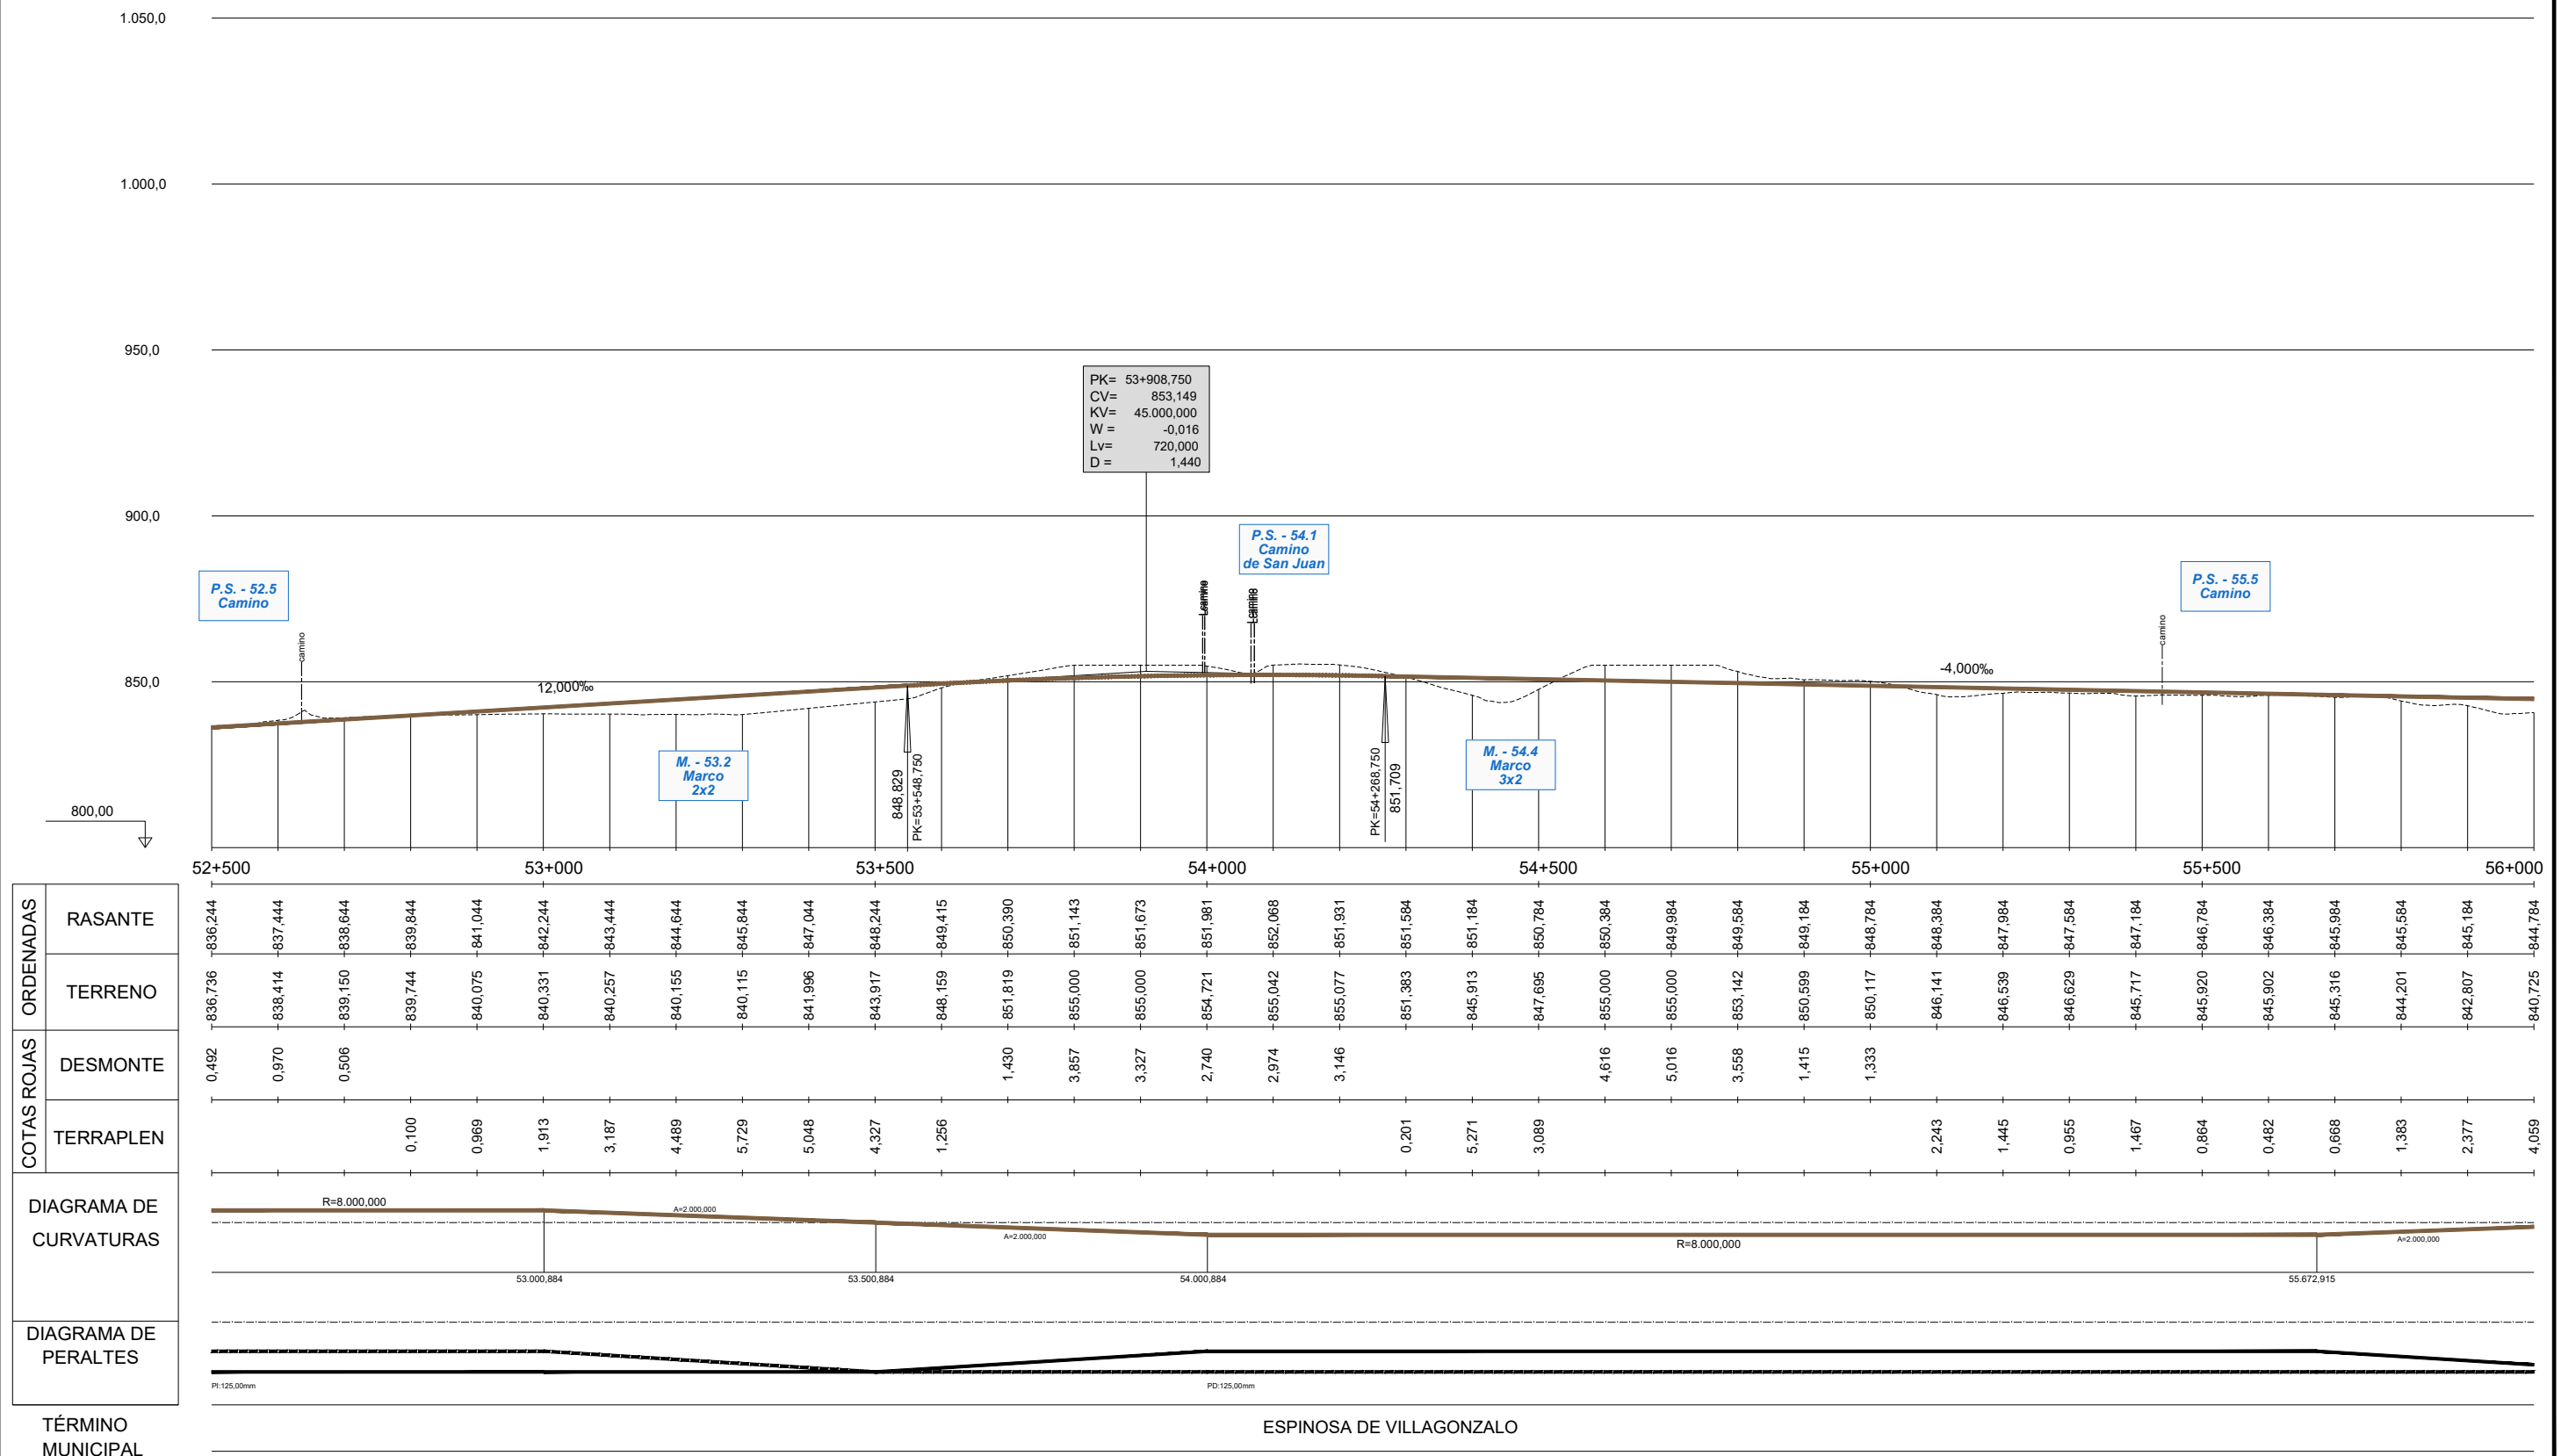 1.050,0
1.000,0
950,0
900,0
850,0
800,00
PK= 53+908,750
CV= 853,149
KV= 45.000,000
W = -0,016
Lv= 720,000
D = 1,440
P.S. - 52.5
Camino
camino
12,000‰
M. - 53.2
Marco
2x2
848,829
PK=53+548,750
P.S. - 54.1
Camino
de San Juan
PK=54+268,750
851,709
M. - 54.4
Marco
3x2
-4,000‰
camino
P.S. - 55.5
Camino
52+500 53+000 53+500 54+000 54+500 55+000 55+500 56+000
ORDENADAS
RASANTE
836,244 837,444 838,644 839,844 841,044 842,244 843,444 844,644 845,844 847,044 848,244 849,415 850,390 851,143 851,673 851,981 852,068 851,931 851,584 851,184 850,784 850,384 849,984 849,584 849,184 848,784 848,384 847,984 847,584 847,184 846,784 846,384 845,984 845,584 845,184 844,784
TERRENO
836,736 838,414 839,150 839,744 840,075 840,331 840,257 840,155 840,115 841,996 843,917 848,159 851,819 855,000 855,000 854,721 855,042 855,077 851,383 845,913 847,695 855,000 855,000 853,142 850,599 850,117 846,141 846,539 846,629 845,717 845,920 845,902 845,316 844,201 842,807 840,725
COTAS ROJAS
DESMONTE
0,492 0,970 0,506 1,430 3,857 3,327 2,740 2,974 3,146 4,616 5,016 3,558 1,415 1,333
TERRAPLEN
0,100 0,969 1,913 3,187 4,489 5,729 5,048 4,327 1,256 0,201 5,271 3,089 2,243 1,445 0,955 1,467 0,864 0,482 0,668 1,383 2,377 4,059
DIAGRAMA DE
CURVATURAS
R=8.000,000
A=2.000,000
A=2.000,000
R=8.000,000
A=2.000,000
53.000,884 53.500,884 54.000,884 55.672,915
DIAGRAMA DE
PERALTES
PI:125,00mm
PD:125,00mm
TÉRMINO
MUNICIPAL
ESPINOSA DE VILLAGONZALO